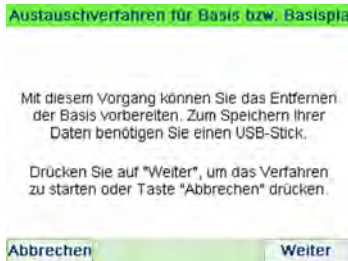 Austauschverfahren für Basis bzw. Basispla
Mit diesem Vorgang können Sie das Entfernen
der Basis vorbereiten. Zum Speichern Ihrer
Daten benötigen Sie einen USB-Stick.
Drücken Sie auf "Weiter", um das Verfahren
zu starten oder Taste "Abbrechen" drücken.
Abbrechen Weiter